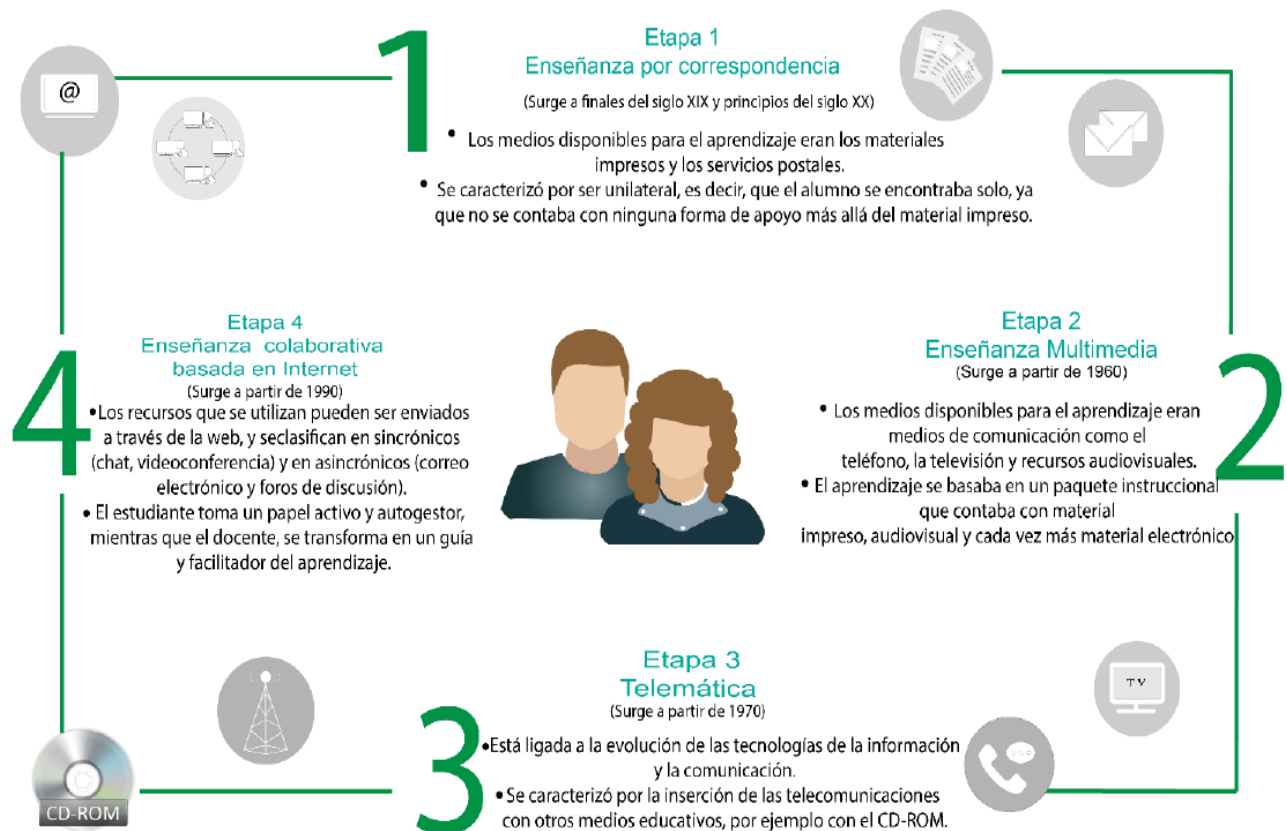 1
Etapa 1
Enseñanza por correspondencia
(Surge a finales del siglo XIX y principios del siglo XX)
• Los medios disponibles para el aprendizaje eran los materiales
impresos y los servicios postales.
• Se caracterizó por ser unilateral, es decir, que el alumno se encontraba solo, ya
que no se contaba con ninguna forma de apoyo más allá del material impreso.
@
2
Etapa 2
Enseñanza Multimedia
(Surge a partir de 1960)
• Los medios disponibles para el aprendizaje eran
medios de comunicación como el
teléfono, la televisión y recursos audiovisuales.
• El aprendizaje se basaba en un paquete instruccional
que contaba con material
impreso, audiovisual y cada vez más material electrónico
TV
3
Etapa 3
Telemática
(Surge a partir de 1970)
•Está ligada a la evolución de las tecnologías de la información
y la comunicación.
• Se caracterizó por la inserción de las telecomunicaciones
con otros medios educativos, por ejemplo con el CD-ROM.
CD-ROM
4
Etapa 4
Enseñanza colaborativa
basada en Internet
(Surge a partir de 1990)
•Los recursos que se utilizan pueden ser enviados
a través de la web, y seclasifican en sincrónicos
(chat, videoconferencia) y en asincrónicos (correo
electrónico y foros de discusión).
• El estudiante toma un papel activo y autogestor,
mientras que el docente, se transforma en un guía
y facilitador del aprendizaje.